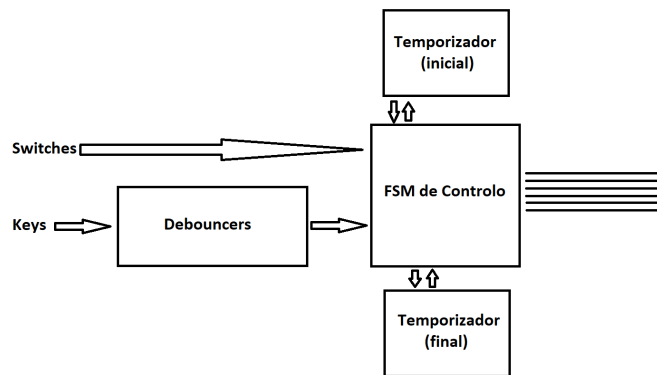 Temporizador
(inicial)
Switches
FSM de Controlo
Keys
Debouncers
Temporizador
(final)